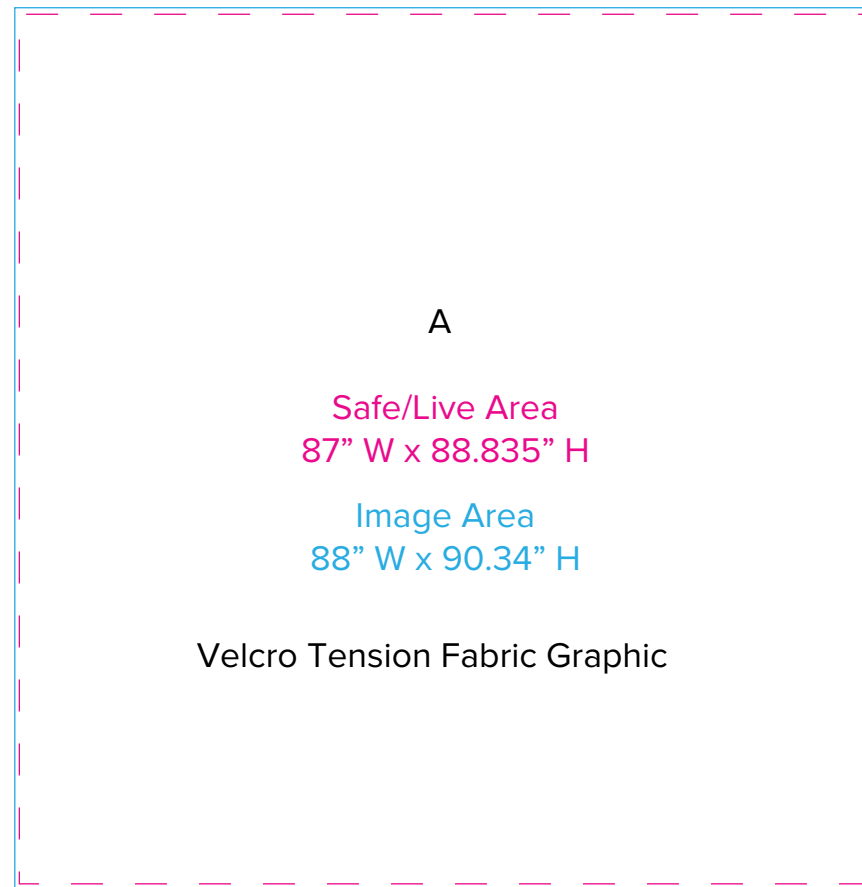 A
Safe/Live Area
87” W x 88.835” H
Image Area
88” W x 90.34” H
Velcro Tension Fabric Graphic